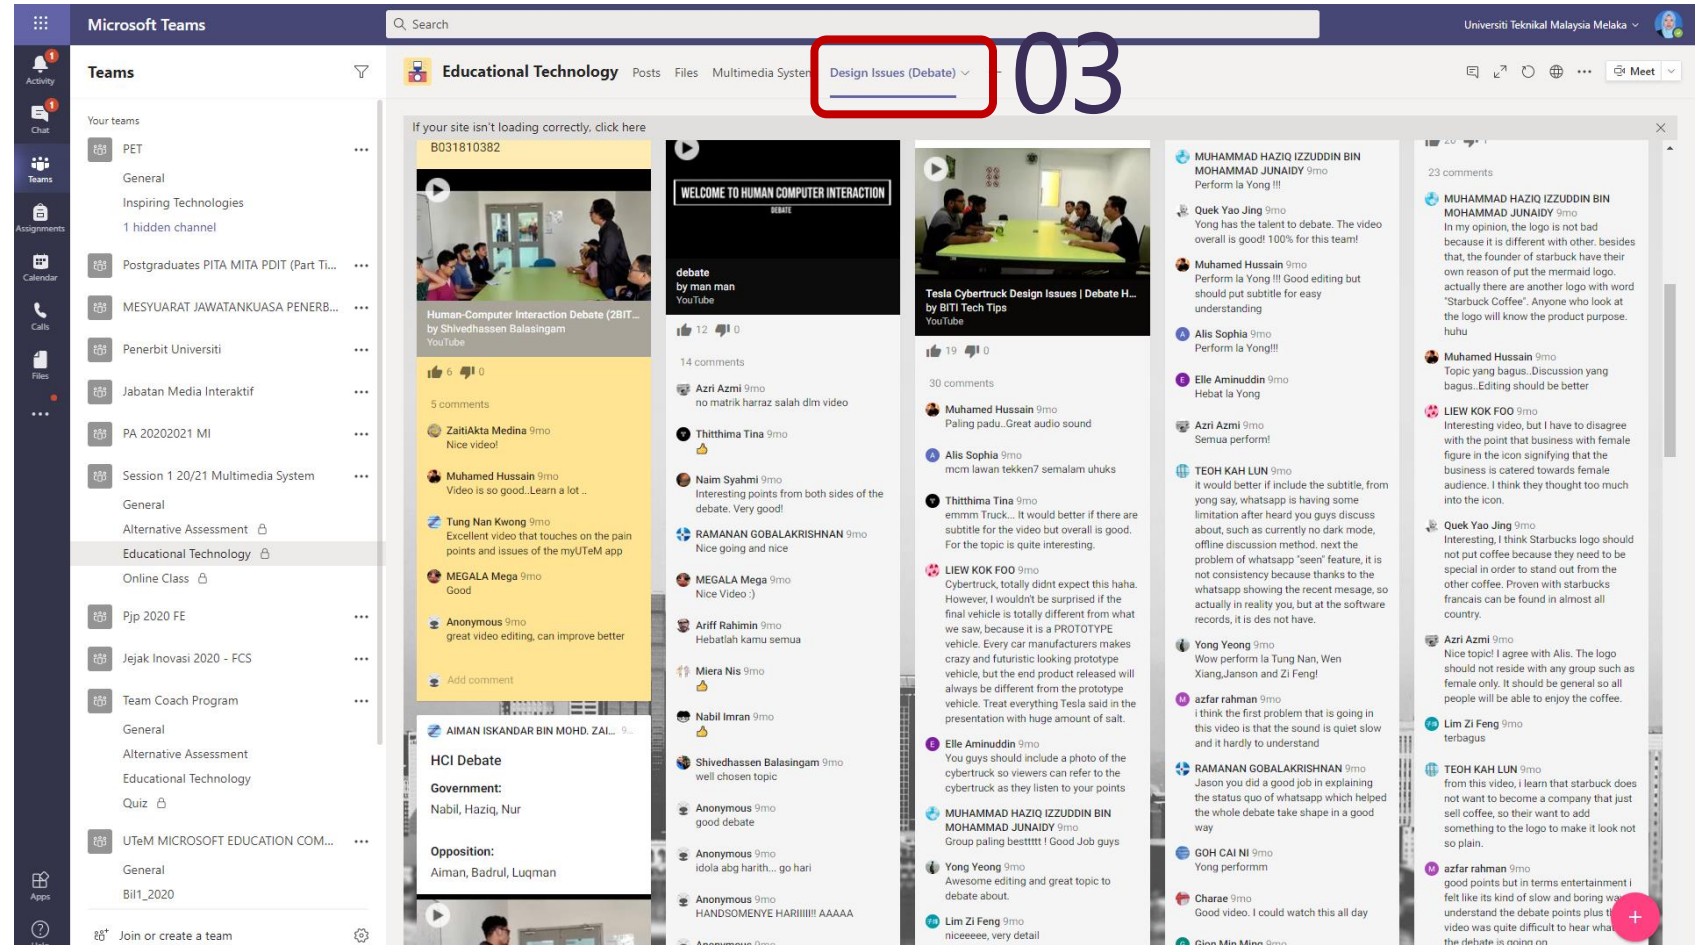 Microsoft Teams
Search
Universiti Teknikal Malaysia Melaka
1
Activity
1
Chat
Teams
Assignments
Calendar
Calls
Files
Apps
Teams
Your teams
PET
General
Inspiring Technologies
1 hidden channel
Postgraduates PITA MITA PDIT (Part Ti...
MESYUARAT JAWATANKUASA PENERB...
Penerbit Universiti
Jabatan Media Interaktif
PA 20202021 MI
Session 1 20/21 Multimedia System
General
Alternative Assessment
Educational Technology
Online Class
Pjp 2020 FE
Jejak Inovasi 2020 - FCS
Team Coach Program
General
Alternative Assessment
Educational Technology
Quiz
UTeM MICROSOFT EDUCATION COM...
General
Bil1_2020
Join or create a team
Educational Technology Posts Files Multimedia System Design Issues (Debate)
03
Meet
If your site isn't loading correctly, click here
B031810382
Human-Computer Interaction Debate (2BIT...
by Shivedhassen Balasingam
YouTube
6 0
5 comments
ZaitiAkta Medina 9mo
Nice video!
Muhamed Hussain 9mo
Video is so good..Learn a lot ..
Tung Nan Kwong 9mo
Excellent video that touches on the pain
points and issues of the myUTeM app
MEGALA Mega 9mo
Good
Anonymous 9mo
great video editing, can improve better
Add comment
AIMAN ISKANDAR BIN MOHD. ZAI... 9...
HCI Debate
Government:
Nabil, Haziq, Nur
Opposition:
Aiman, Badrul, Luqman
WELCOME TO HUMAN COMPUTER INTERACTION
DEBATE
debate
by man man
YouTube
12 0
14 comments
Azri Azmi 9mo
no matrik harraz salah dlm video
Thitthima Tina 9mo
👍
Naim Syahmi 9mo
Interesting points from both sides of the
debate. Very good!
RAMANAN GOBALAKRISHNAN 9mo
Nice going and nice
MEGALA Mega 9mo
Nice Video :)
Ariff Rahimin 9mo
Hebatlah kamu semua
Miera Nis 9mo
👍
Nabil Imran 9mo
👍
Shivedhassen Balasingam 9mo
well chosen topic
Anonymous 9mo
good debate
Anonymous 9mo
idola abg harith... go hari
Anonymous 9mo
HANDSOMENYE HARIIIII!! AAAAA
Anonymous 9mo
Tesla Cybertruck Design Issues | Debate H...
by BITI Tech Tips
YouTube
19 0
30 comments
Muhamed Hussain 9mo
Paling padu..Great audio sound
Alis Sophia 9mo
mcm lawan tekken7 semalam uhuks
Thitthima Tina 9mo
emmm Truck... It would better if there are
subtitle for the video but overall is good.
For the topic is quite interesting.
LIEW KOK FOO 9mo
Cybertruck, totally didnt expect this haha.
However, I wouldn't be surprised if the
final vehicle is totally different from what
we saw, because it is a PROTOTYPE
vehicle. Every car manufacturers makes
crazy and futuristic looking prototype
vehicle, but the end product released will
always be different from the prototype
vehicle. Treat everything Tesla said in the
presentation with huge amount of salt.
Elle Aminuddin 9mo
You guys should include a photo of the
cybertruck so viewers can refer to the
cybertruck as they listen to your points
MUHAMMAD HAZIQ IZZUDDIN BIN
MOHAMMAD JUNAIDY 9mo
Group paling bestttt ! Good Job guys
Yong Yeong 9mo
Awesome editing and great topic to
debate about.
Lim Zi Feng 9mo
niceeeee, very detail
MUHAMMAD HAZIQ IZZUDDIN BIN
MOHAMMAD JUNAIDY 9mo
Perform la Yong !!!
Quek Yao Jing 9mo
Yong has the talent to debate. The video
overall is good! 100% for this team!
Muhamed Hussain 9mo
Perform la Yong !!! Good editing but
should put subtitle for easy
understanding
Alis Sophia 9mo
Perform la Yong!!!
Elle Aminuddin 9mo
Hebat la Yong
Azri Azmi 9mo
Semua perform!
TEOH KAH LUN 9mo
it would better if include the subtitle, from
yong say, whatsapp is having some
limitation after heard you guys discuss
about, such as currently no dark mode,
offline discussion method. next the
problem of whatsapp "seen" feature, it is
not consistency because thanks to the
whatsapp showing the recent mesage, so
actually in reality you, but at the software
records, it is des not have.
Yong Yeong 9mo
Wow perform la Tung Nan, Wen
Xiang,Janson and Zi Feng!
azfar rahman 9mo
i think the first problem that is going in
this video is that the sound is quiet slow
and it hardly to understand
RAMANAN GOBALAKRISHNAN 9mo
Jason you did a good job in explaining
the status quo of whatsapp which helped
the whole debate take shape in a good
way
GOH CAI NI 9mo
Yong performm
Charae 9mo
Good video. I could watch this all day
Gion Min Ming 9mo
23 comments
MUHAMMAD HAZIQ IZZUDDIN BIN
MOHAMMAD JUNAIDY 9mo
In my opinion, the logo is not bad
because it is different with other. besides
that, the founder of starbuck have their
own reason of put the mermaid logo.
actually there are another logo with word
"Starbuck Coffee". Anyone who look at
the logo will know the product purpose.
huhu
Muhamed Hussain 9mo
Topic yang bagus..Discussion yang
bagus..Editing should be better
LIEW KOK FOO 9mo
Interesting video, but I have to disagree
with the point that business with female
figure in the icon signifying that the
business is catered towards female
audience. I think they thought too much
into the icon.
Quek Yao Jing 9mo
Interesting, I think Starbucks logo should
not put coffee because they need to be
special in order to stand out from the
other coffee. Proven with starbucks
francais can be found in almost all
country.
Azri Azmi 9mo
Nice topic! I agree with Alis. The logo
should not reside with any group such as
female only. It should be general so all
people will be able to enjoy the coffee.
Lim Zi Feng 9mo
terbagus
TEOH KAH LUN 9mo
from this video, i learn that starbuck does
not want to become a company that just
sell coffee, so their want to add
something to the logo to make it look not
so plain.
azfar rahman 9mo
good points but in terms entertainment i
felt like its kind of slow and boring
understand the debate points plus
video was quite difficult to hear
the debate is going on